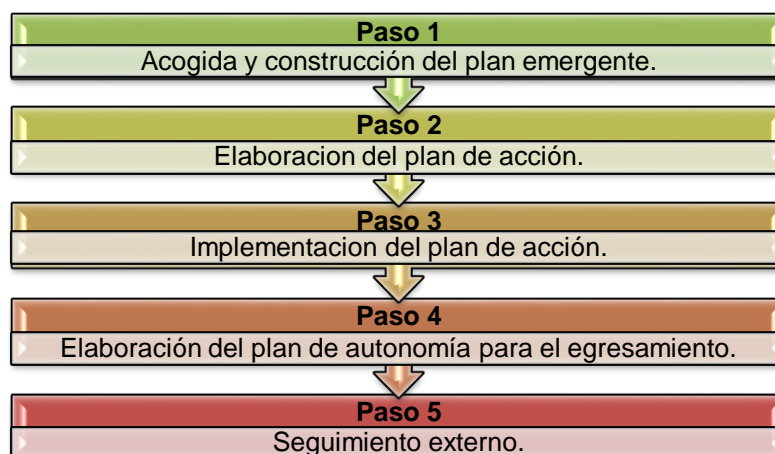 Paso 1
Acogida y construcción del plan emergente.
Paso 2
Elaboracion del plan de acción.
Paso 3
Implementacion del plan de acción.
Paso 4
Elaboración del plan de autonomía para el egresamiento.
Paso 5
Seguimiento externo.